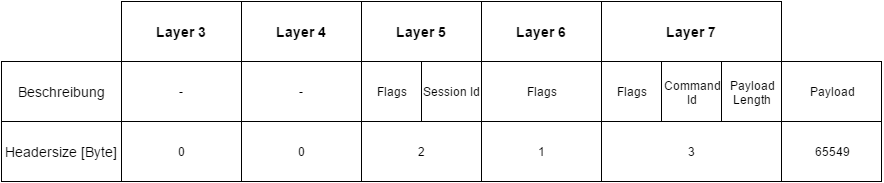 Layer 3 Layer 4 Layer 5 Layer 6 Layer 7
Beschreibung - - Flags Session Id Flags Flags Command Id Payload Length Payload
Headersize [Byte] 0 0 2 1 3 65549